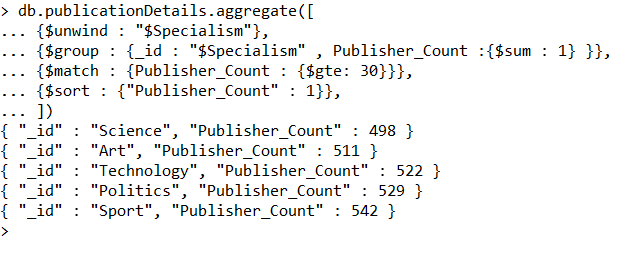 > db.publicationDetails.aggregate([
... {$unwind : "$Specialism"},
... {$group : {_id : "$Specialism" , Publisher_Count :{$sum : 1} }},
... {$match : {Publisher_Count : {$gte: 30}}},
... {$sort : {"Publisher_Count" : 1}},
... ])
{ "_id" : "Science", "Publisher_Count" : 498 }
{ "_id" : "Art", "Publisher_Count" : 511 }
{ "_id" : "Technology", "Publisher_Count" : 522 }
{ "_id" : "Politics", "Publisher_Count" : 529 }
{ "_id" : "Sport", "Publisher_Count" : 542 }
>